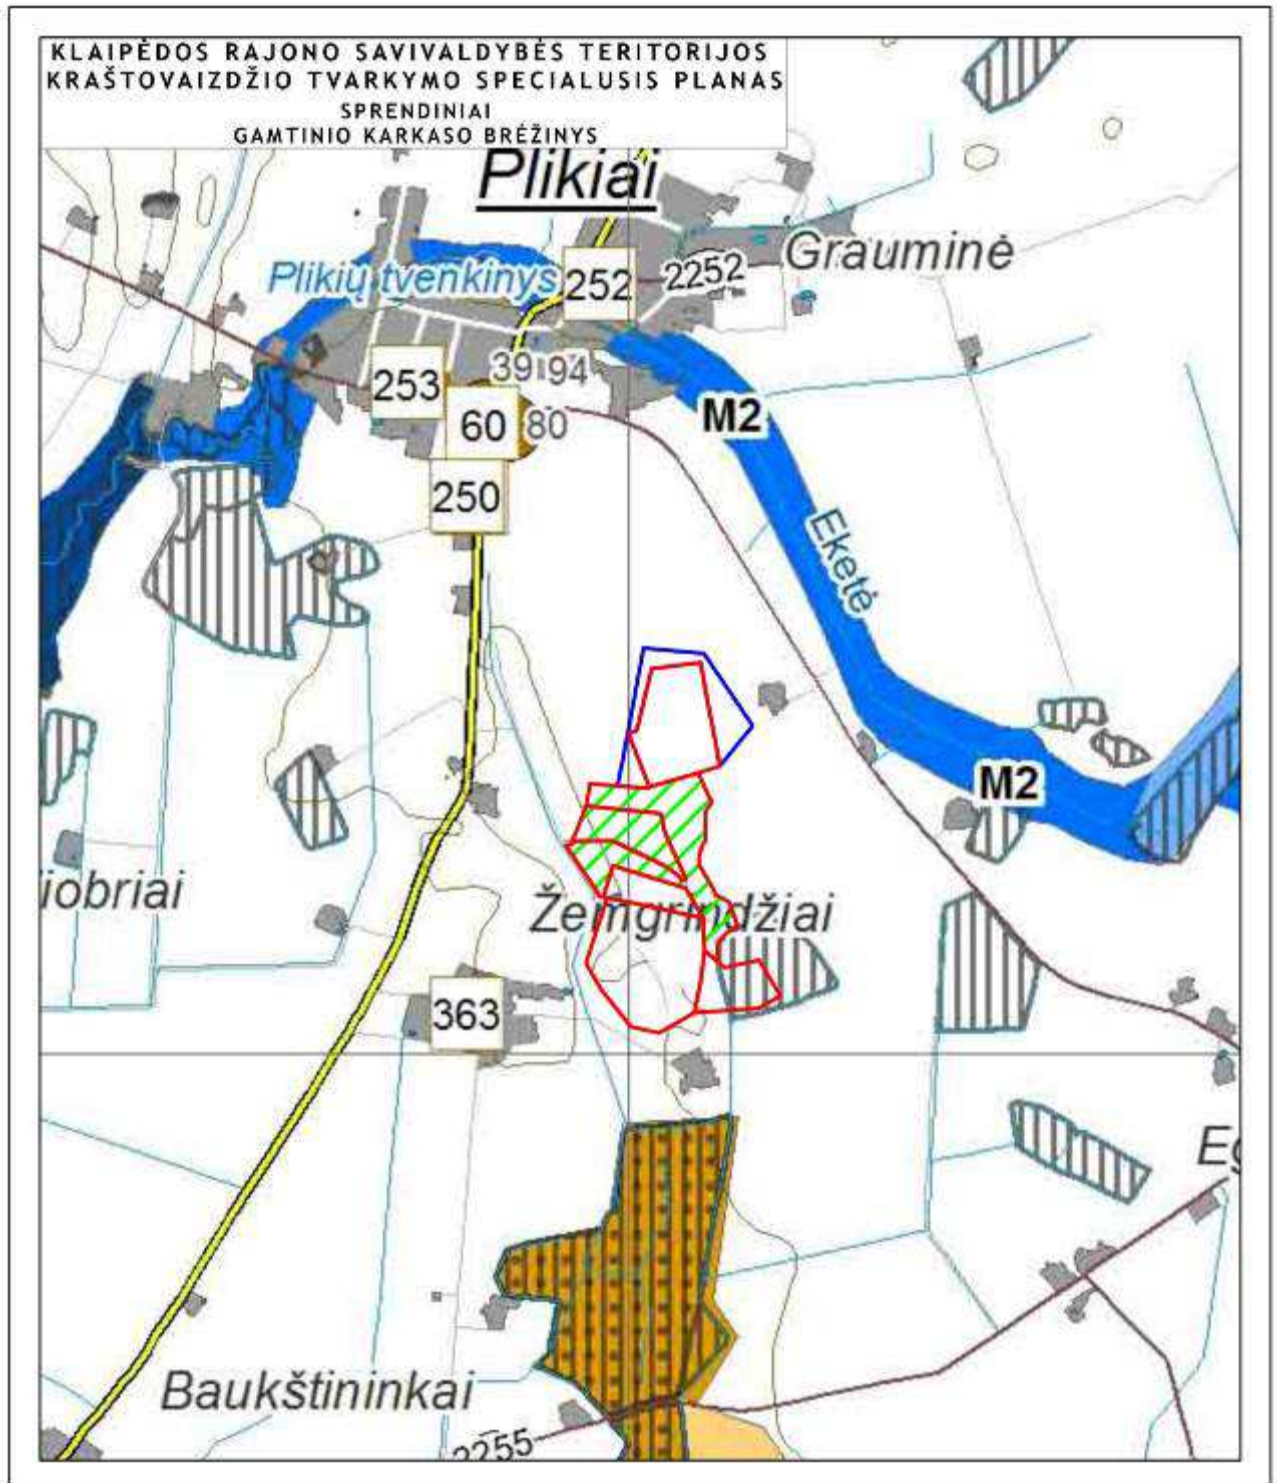 KLAIPĖDOS RAJONO SAVIVALDYBĖS TERITORIJOS
KRAŠTOVAIZDŽIO TVARKYMO SPECIALUSIS PLANAS
SPRENDINIAI
GAMTINIO KARKASO BRĖŽINYS
Plikiai
Grauminė
Plikių tvenkinys
252
2252
253
39 94
60
80
M2
250
Eketė
M2
iobriai
Žemgrindžiai
363
Eg
Baukštininkai
2255